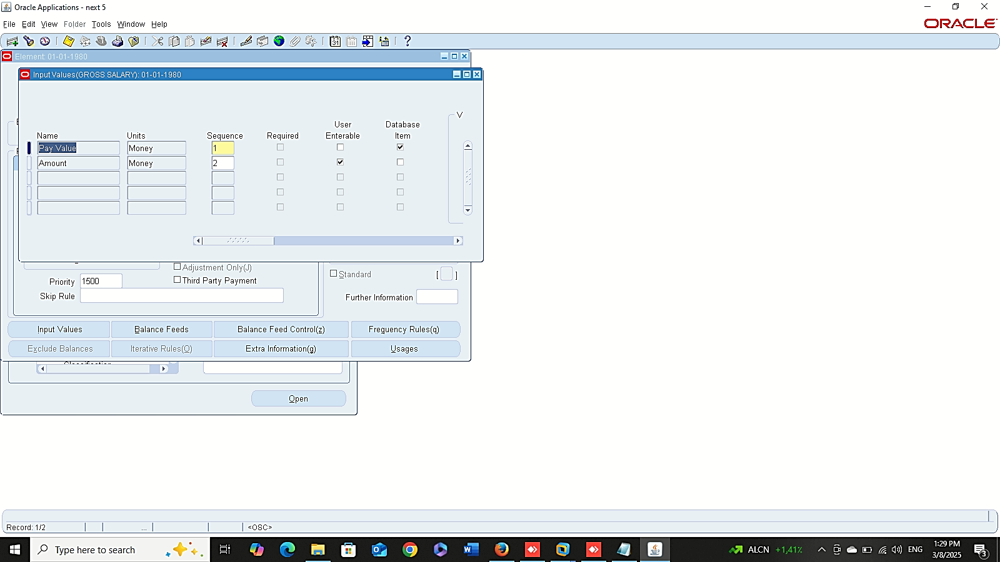 Oracle Applications - next 5
File Edit View Folder Tools Window Help
ORACLE
Element: 01-01-1980
Input Values(GROSS SALARY): 01-01-1980
V
User Database
Name Units Sequence Required Enterable Item
Pay Value Money 1
Amount Money 2
Adjustment Only(J)
Priority 1500
Third Party Payment
Standard [ ]
Skip Rule
Further Information
Input Values Balance Feeds Balance Feed Control(z) Frequency Rules(q)
Exclude Balances Iterative Rules(O) Extra Information(g) Usages
Open
Record: 1/2 ... <OSC>
Type here to search
ALCN +1,41%
ENG
1:29 PM
3/8/2025
3